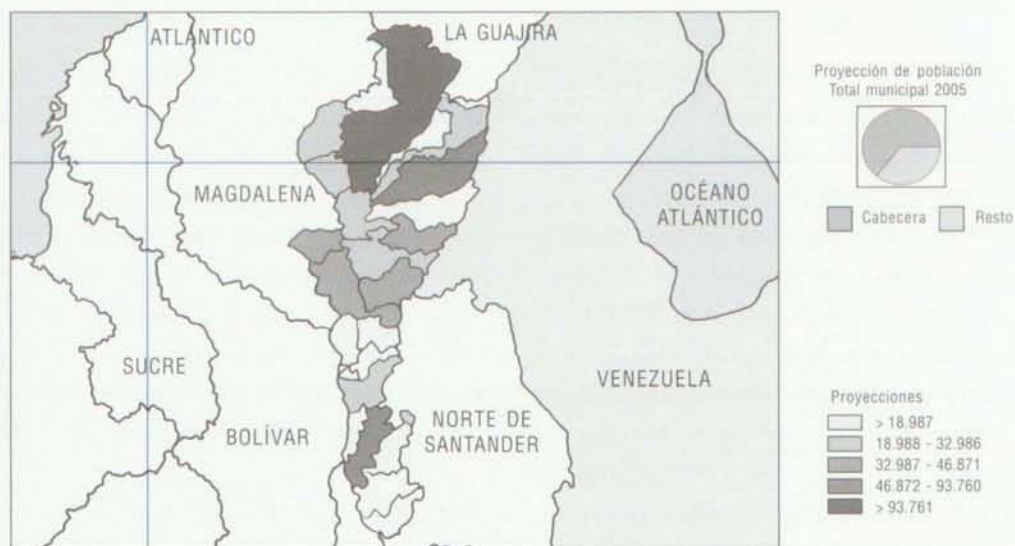 ATLÁNTICO
LA GUAJIRA
MAGDALENA
OCÉANO
ATLÁNTICO
SUCRE
VENEZUELA
BOLÍVAR
NORTE DE
SANTANDER
Proyección de población
Total municipal 2005
Cabecera
Resto
Proyecciones
> 18.987
18.988 - 32.986
32.987 - 46.871
46.872 - 93.760
> 93.761